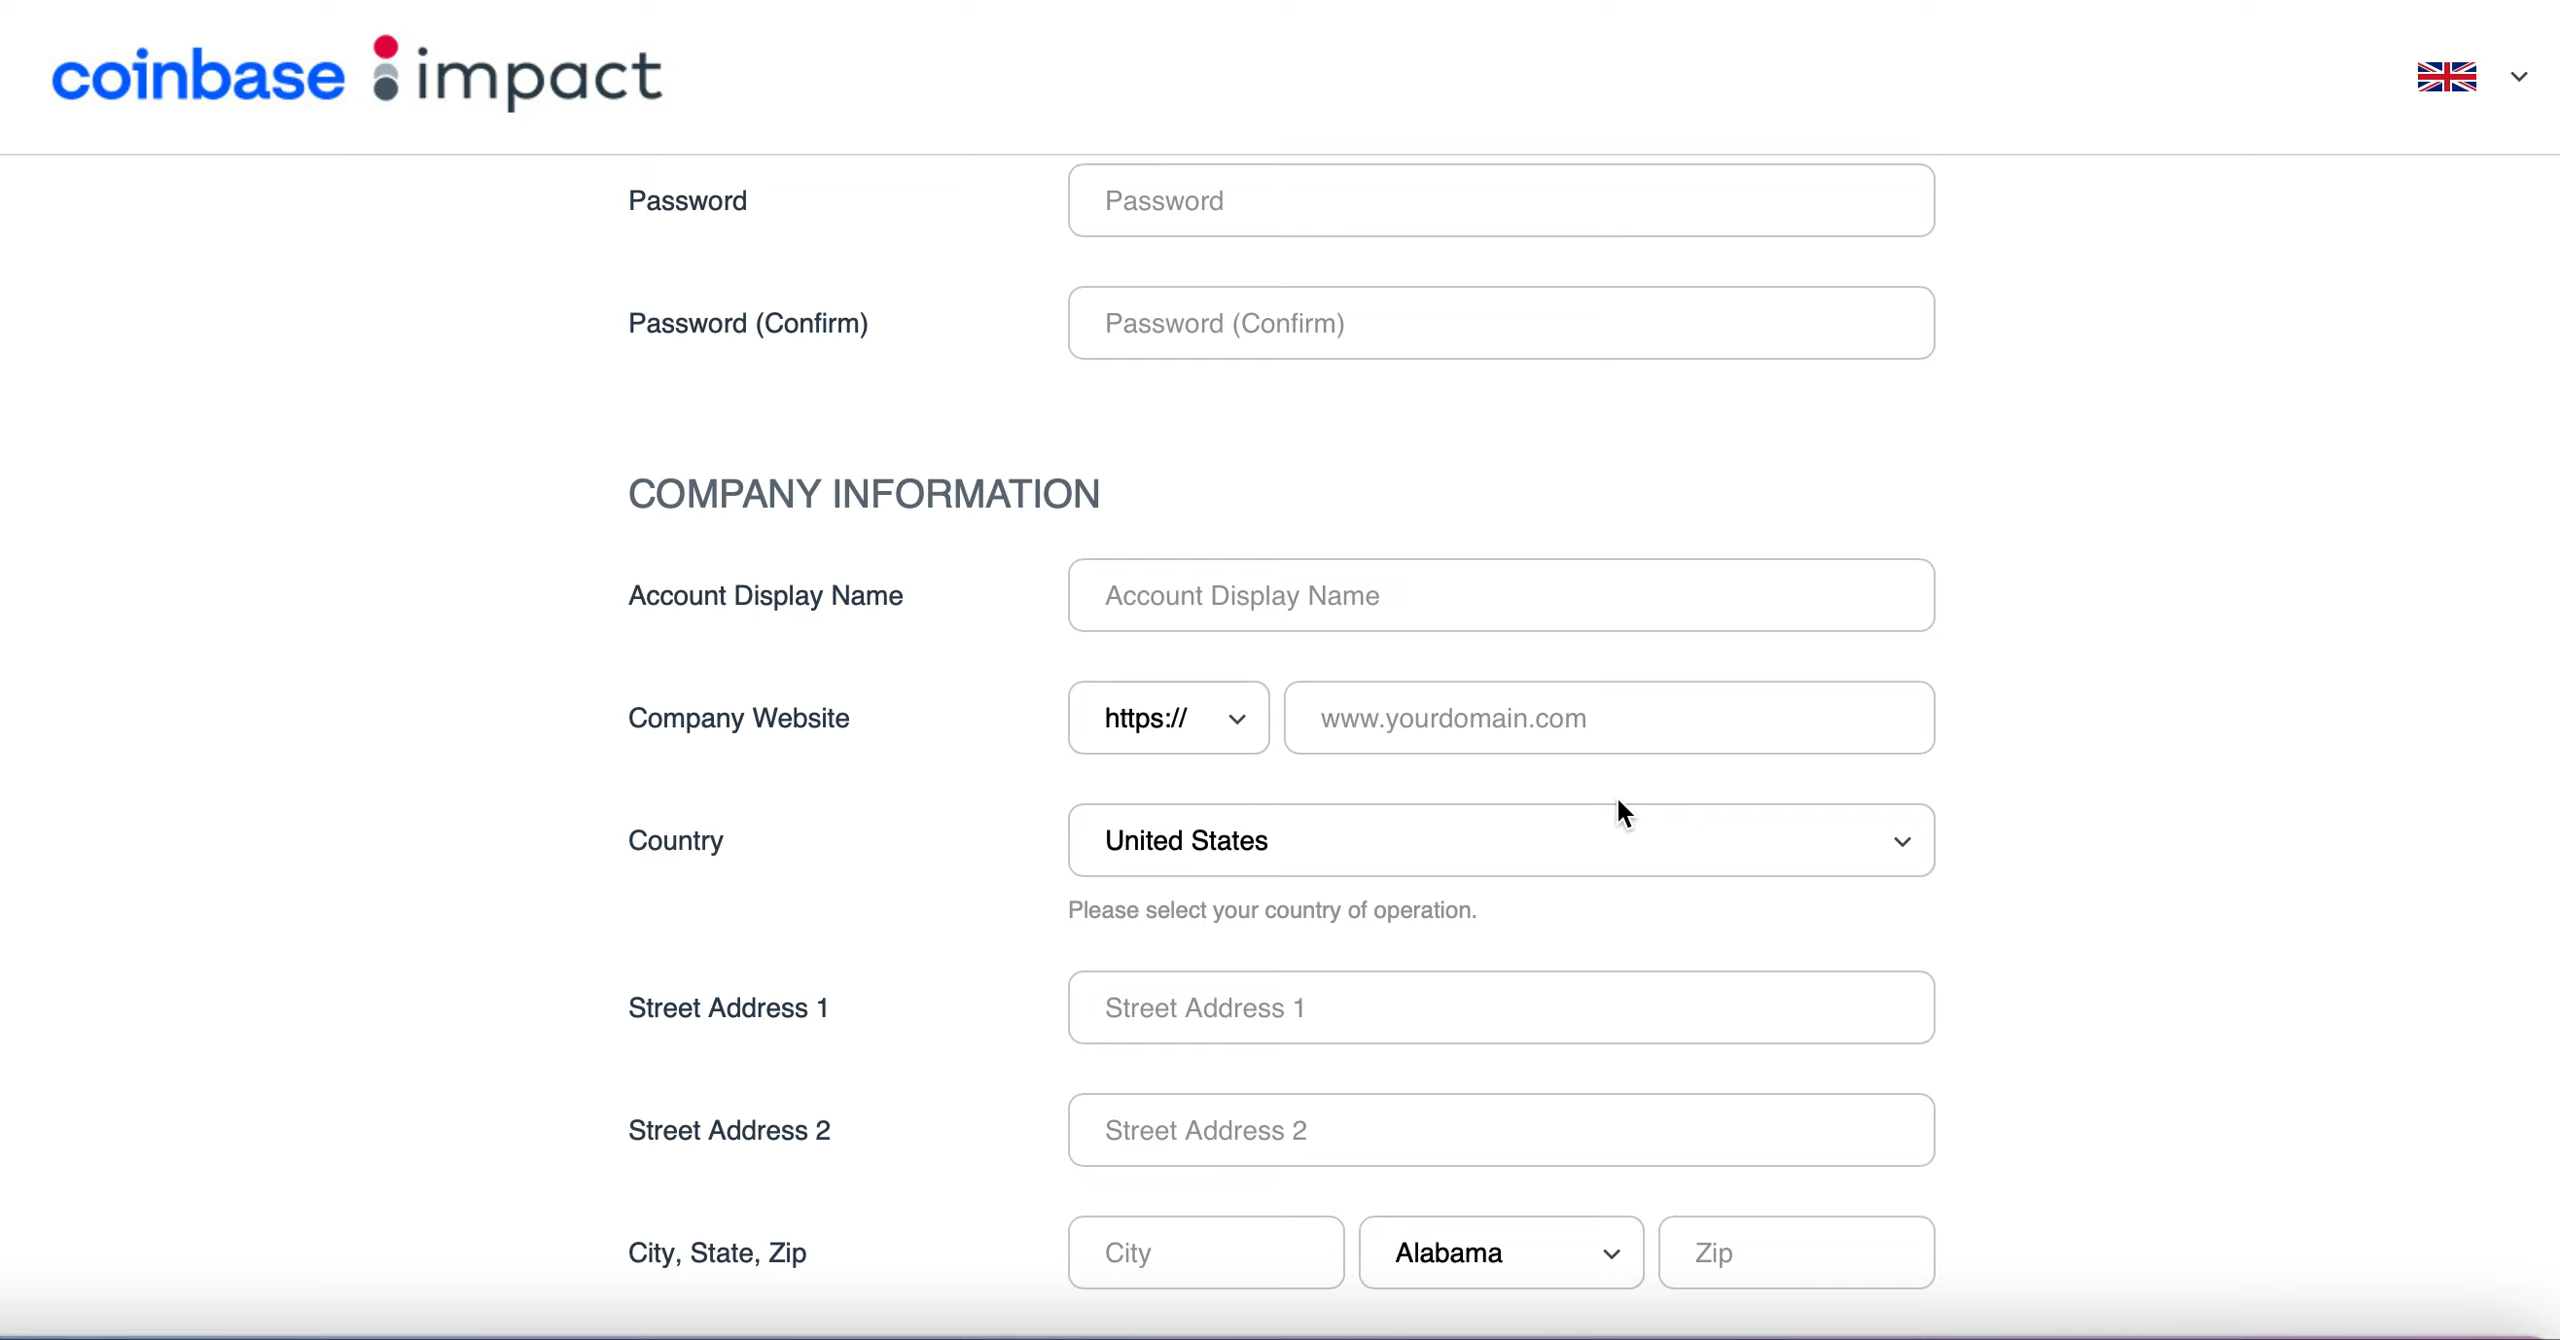 coinbase impact
Password
Password
Password (Confirm)
Password (Confirm)
COMPANY INFORMATION
Account Display Name
Account Display Name
Company Website
https://
www.yourdomain.com
Country
United States
Please select your country of operation.
Street Address 1
Street Address 1
Street Address 2
Street Address 2
City, State, Zip
City
Alabama
Zip